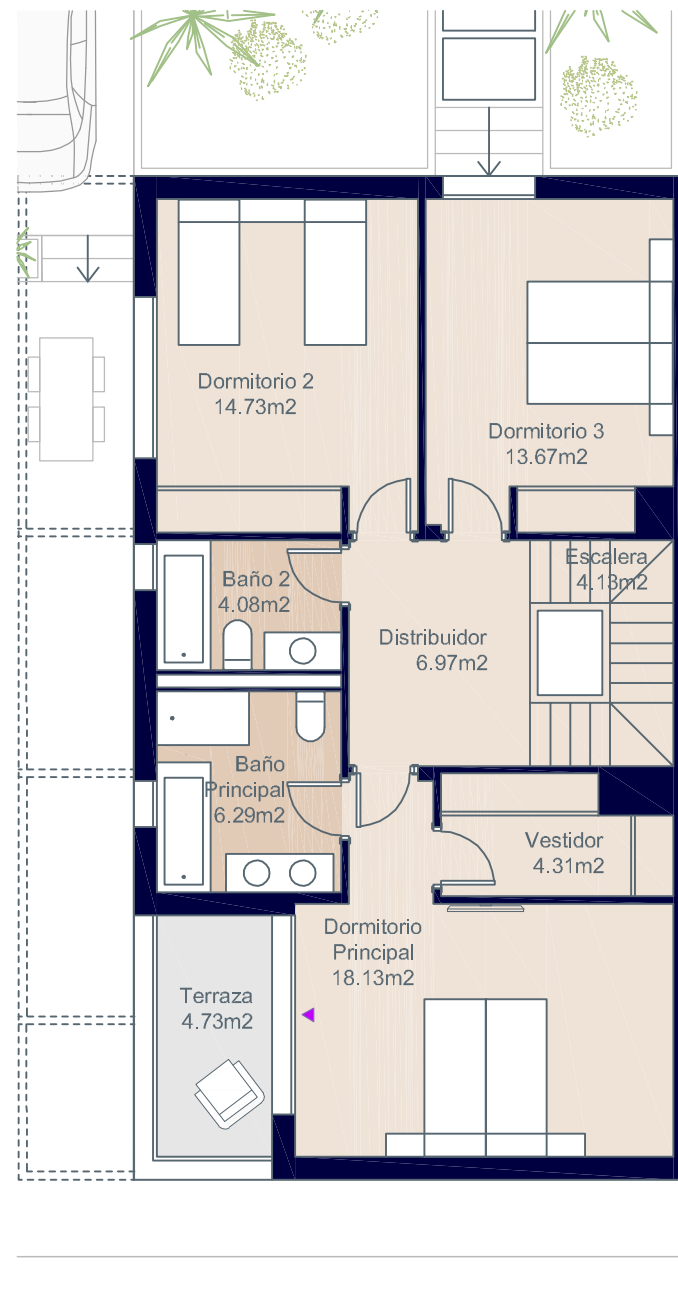 Dormitorio 2
14.73m2
Dormitorio 3
13.67m2
Escalera
4.13m2
Baño 2
4.08m2
Distribuidor
6.97m2
Baño
Principal
6.29m2
Vestidor
4.31m2
Dormitorio
Principal
18.13m2
Terraza
4.73m2